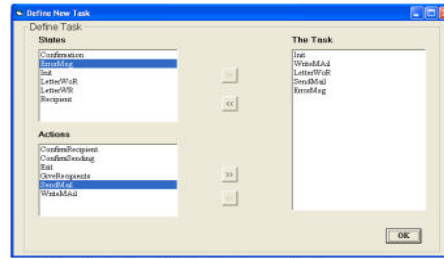 Define New Task
Define Task
States
Confirmation
ErrorMsg
Init
LetterWoR
LetterWR
Recipient
>>
<<
Actions
ConfirmRecipient
ConfirmSending
Exit
GiveRecipients
SendMail
WriteMAil
>>
<<
The Task
Init
WriteMAil
LetterWoR
SendMail
ErrorMsg
OK